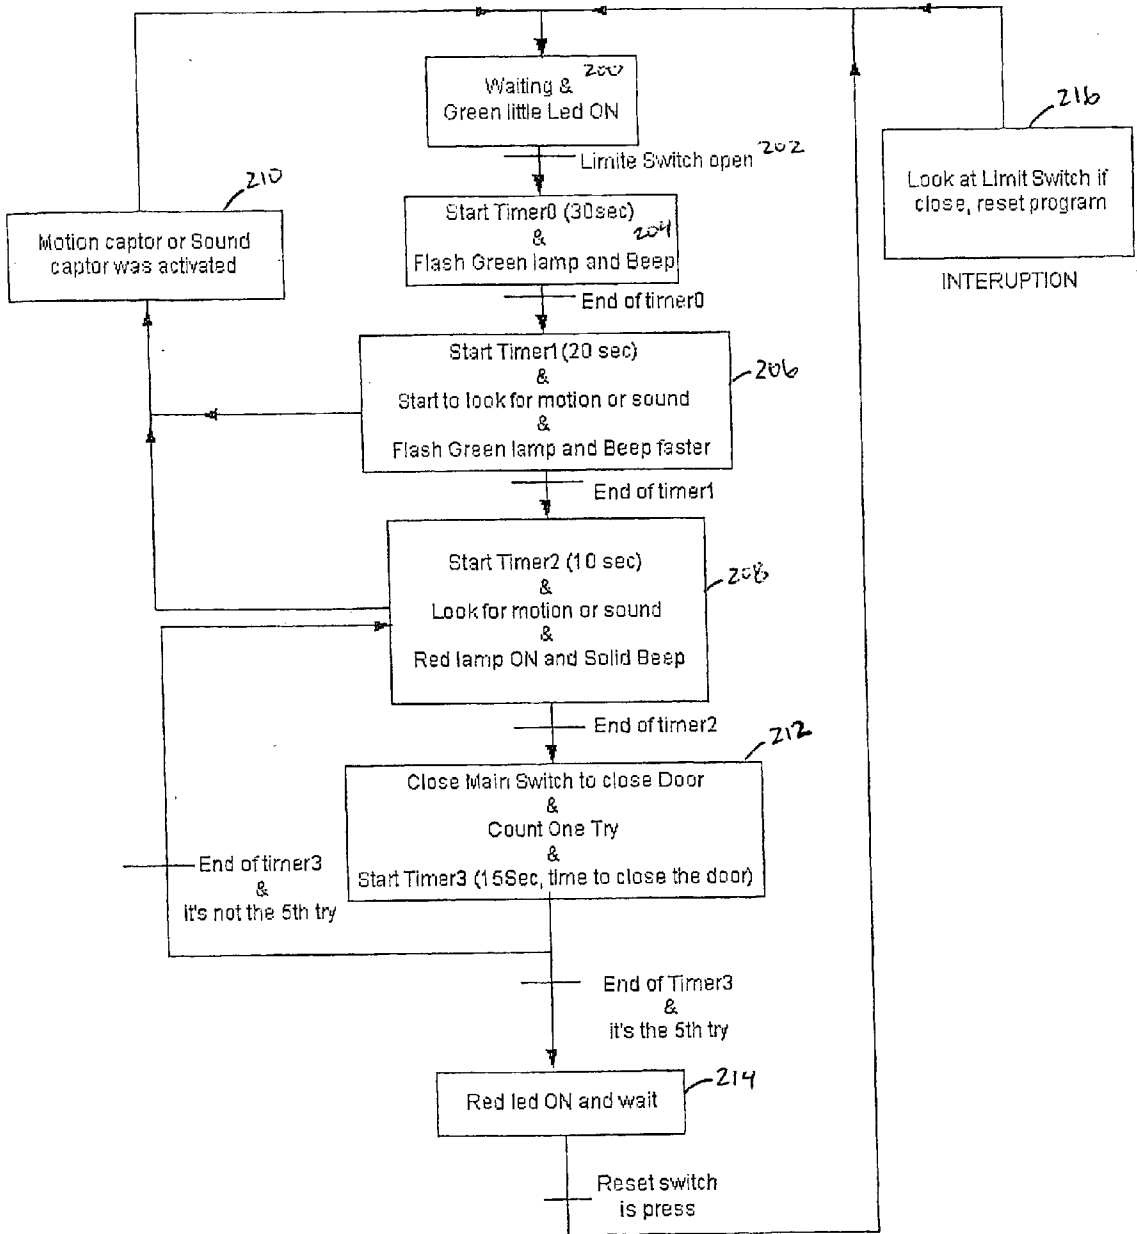 Waiting &
Green little Led ON
200
Limite Switch open
202
216
Look at Limit Switch if
close, reset program
INTERUPTION
210
Motion captor or Sound
captor was activated
Start Timer0 (30sec)
&
204
Flash Green lamp and Beep
End of timer0
Start Timer1 (20 sec)
&
Start to look for motion or sound
&
Flash Green lamp and Beep faster
206
End of timer1
Start Timer2 (10 sec)
&
Look for motion or sound
&
Red lamp ON and Solid Beep
208
End of timer2
212
Close Main Switch to close Door
&
Count One Try
&
Start Timer3 (15Sec, time to close the door)
End of timer3
&
it's not the 5th try
End of Timer3
&
it's the 5th try
Red led ON and wait
214
Reset switch
is press